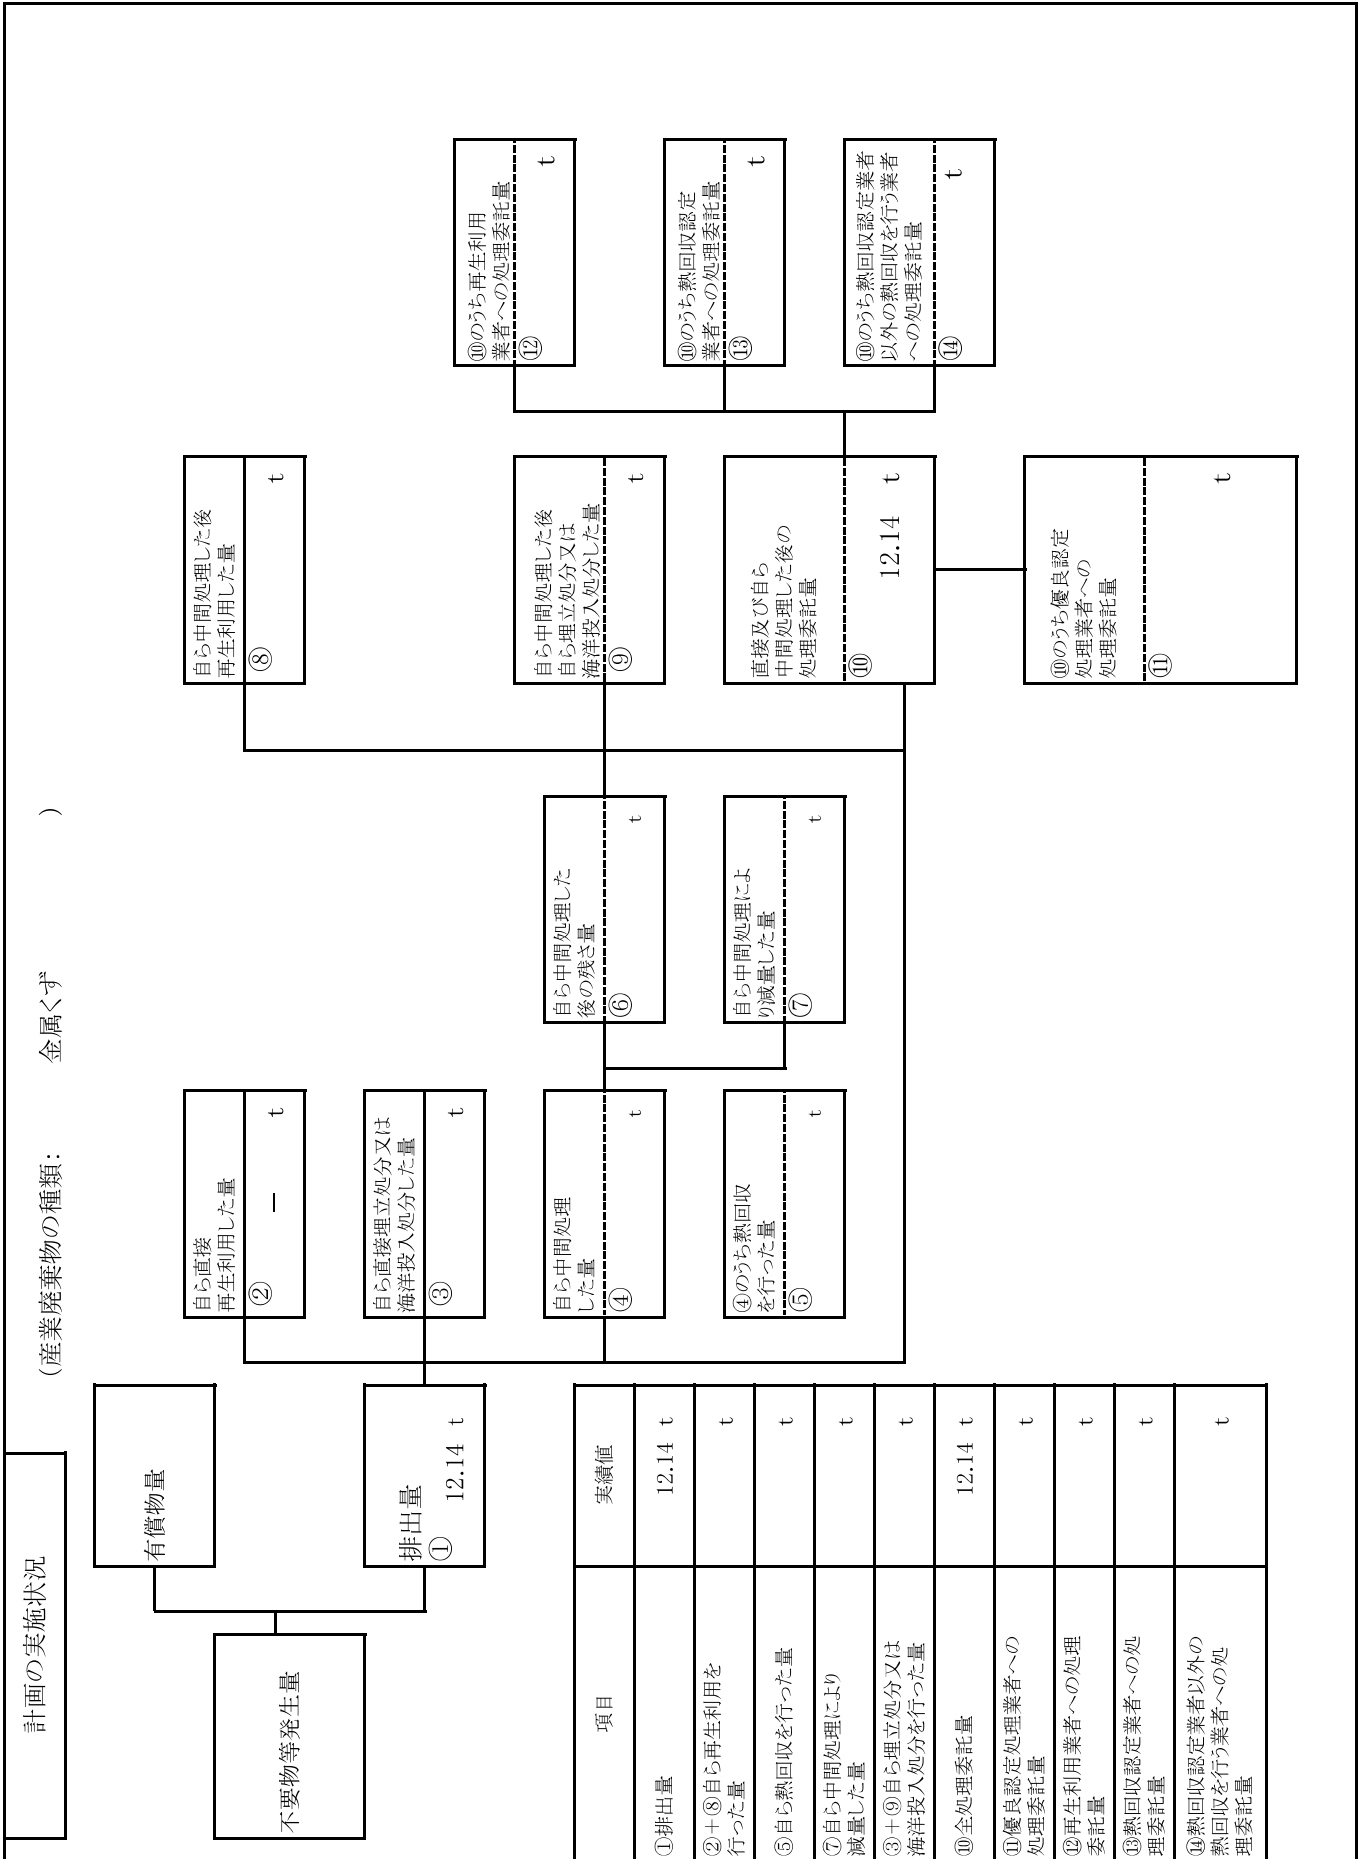 計画の実施状況
(産業廃棄物の種類： 金属くず )
不要物等発生量
有償物量
排出量
① 12.14 t
自ら直接
再生利用した量
② － t
自ら直接埋立処分又は
海洋投入処分した量
③ t
自ら中間処理
した量
④ t
④のうち熱回収
を行った量
⑤ t
自ら中間処理した
後の残さ量
⑥ t
自ら中間処理によ
り減量した量
⑦ t
自ら中間処理した後
再生利用した量
⑧ t
自ら中間処理した後
自ら埋立処分又は
海洋投入処分した量
⑨ t
直接及び自ら
中間処理した後の
処理委託量
⑩ 12.14 t
⑩のうち優良認定
処理業者への
処理委託量
⑪ t
⑩のうち再生利用
業者への処理委託量
⑫ t
⑩のうち熱回収認定
業者への処理委託量
⑬ t
⑩のうち熱回収認定業者
以外の熱回収を行う業者
への処理委託量
⑭ t
項目 実績値
①排出量 12.14 t
②＋⑧自ら再生利用を
行った量 t
⑤自ら熱回収を行った量 t
⑦自ら中間処理により
減量した量 t
③＋⑨自ら埋立処分又は
海洋投入処分を行った量 t
⑩全処理委託量 12.14 t
⑪優良認定処理業者への
処理委託量 t
⑫再生利用業者への処理
委託量 t
⑬熱回収認定業者への処
理委託量 t
⑭熱回収認定業者以外の
熱回収を行う業者への処
理委託量 t